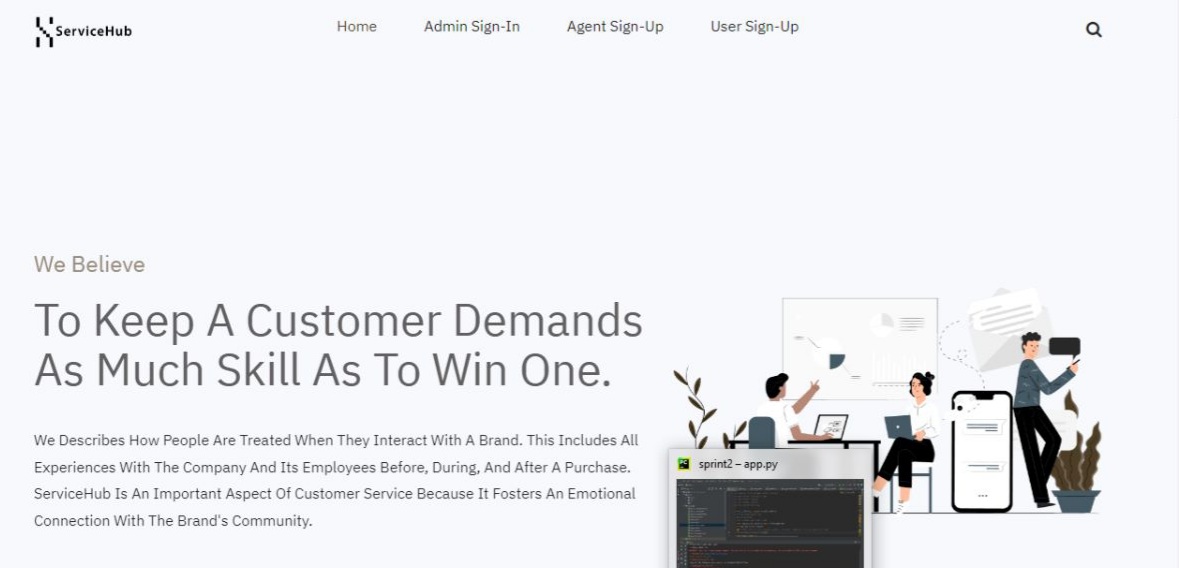 ServiceHub
Home
Admin Sign-In
Agent Sign-Up
User Sign-Up
We Believe
To Keep A Customer Demands
As Much Skill As To Win One.
We Describes How People Are Treated When They Interact With A Brand. This Includes All
Experiences With The Company And Its Employees Before, During, And After A Purchase.
ServiceHub Is An Important Aspect Of Customer Service Because It Fosters An Emotional
Connection With The Brand's Community.
PC
sprint2 – app.py